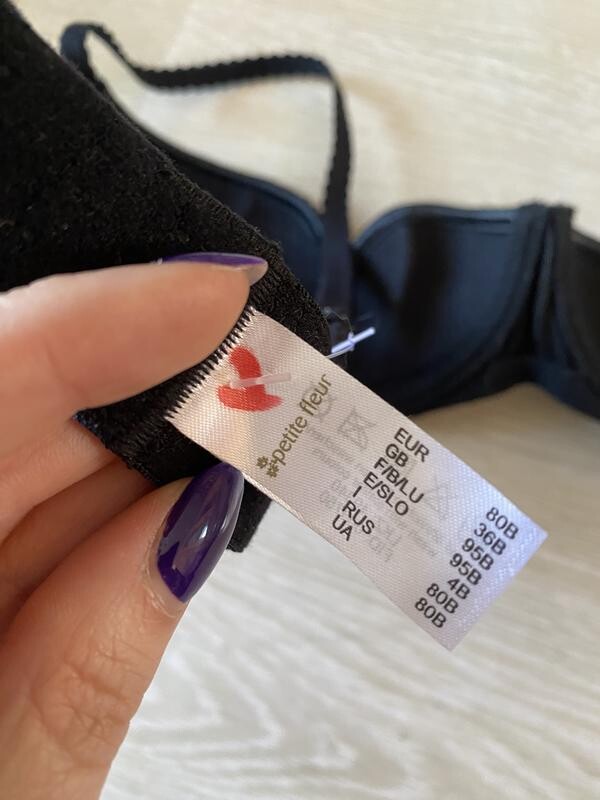 petite fleur
EUR 80B
GB 36B
F/B/LU 95B
E/SLO 95B
I 4B
RUS 80B
UA 80B